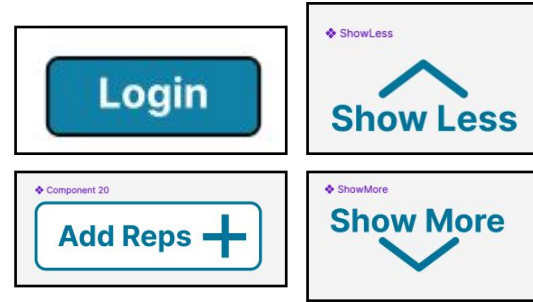 Login
ShowLess
Show Less
Component 20
Add Reps
ShowMore
Show More